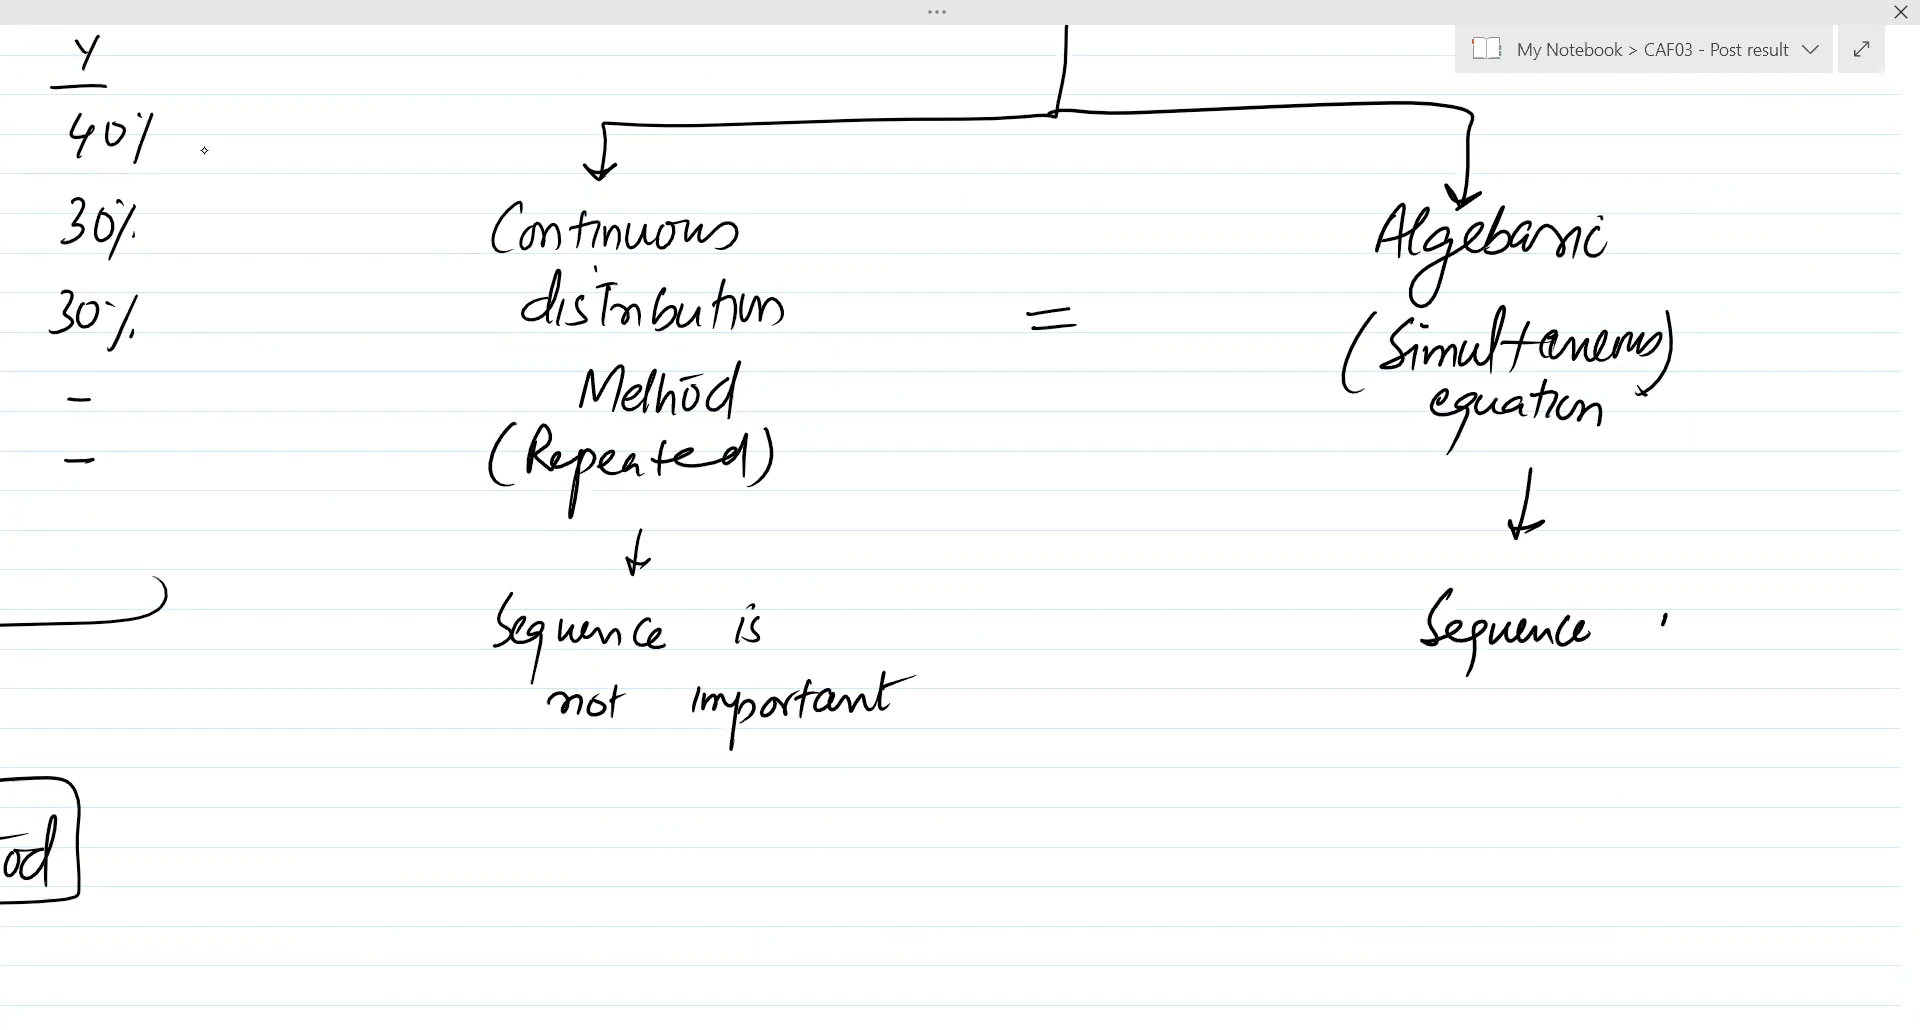 My Notebook > CAF03 - Post result
Y
40%
30%
30%
-
-
Continuous
distribution
Method
(Repeated)
Sequence is
not important
=
Algebaric
(Simultaneous)
equation
Sequence
od